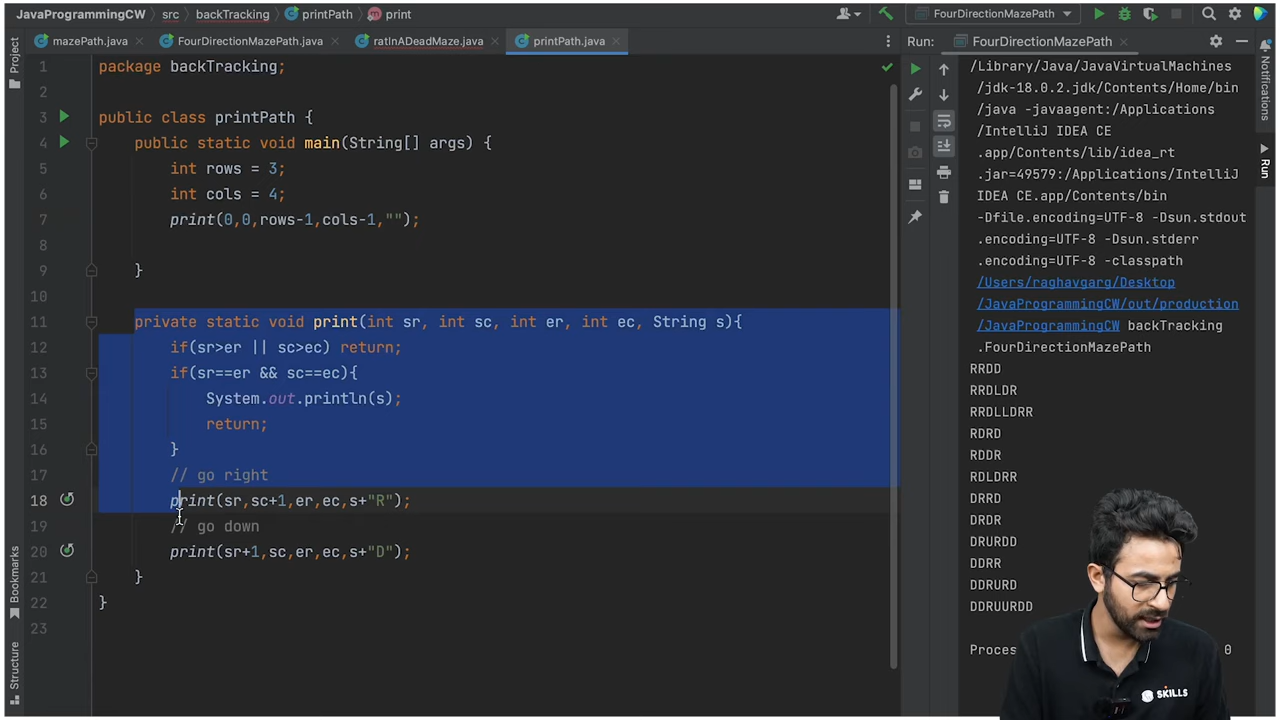 JavaProgrammingCW
src
backTracking
printPath
print
FourDirectionMazePath
mazePath.java
FourDirectionMazePath.java
ratInADeadMaze.java
printPath.java
Run:
FourDirectionMazePath
Project
Bookmarks
Structure
Notifications
Run
1 package backTracking;
2
3 public class printPath {
4 public static void main(String[] args) {
5 int rows = 3;
6 int cols = 4;
7 print(0,0,rows-1,cols-1,"");
8
9 }
10
11 private static void print(int sr, int sc, int er, int ec, String s){
12 if(sr>er || sc>ec) return;
13 if(sr==er && sc==ec){
14 System.out.println(s);
15 return;
16 }
17 // go right
18 print(sr,sc+1,er,ec,s+"R");
19 // go down
20 print(sr+1,sc,er,ec,s+"D");
21 }
22 }
23
/Library/Java/JavaVirtualMachines
/jdk-18.0.2.jdk/Contents/Home/bin
/java -javaagent:/Applications
/IntelliJ IDEA CE
.app/Contents/lib/idea_rt
.jar=49579:/Applications/IntelliJ
IDEA CE.app/Contents/bin
-Dfile.encoding=UTF-8 -Dsun.stdout
.encoding=UTF-8 -Dsun.stderr
.encoding=UTF-8 -classpath
/Users/raghavgarg/Desktop
/JavaProgrammingCW/out/production
/JavaProgrammingCW backTracking
.FourDirectionMazePath
RRDD
RRDLDR
RRDLLDRR
RDRD
RDDR
RDLDRR
DRRD
DRDR
DRURDD
DDRR
DDRURD
DDRUURDD
Proces
0
SKILLS